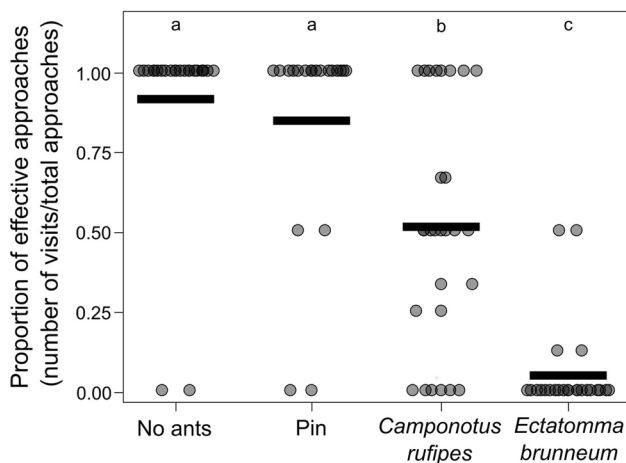 Proportion of effective approaches
(number of visits/total approaches)
a a b c
1.00
0.75
0.50
0.25
0.00
No ants Pin Camponotus Ectatomma
rufipes brunneum